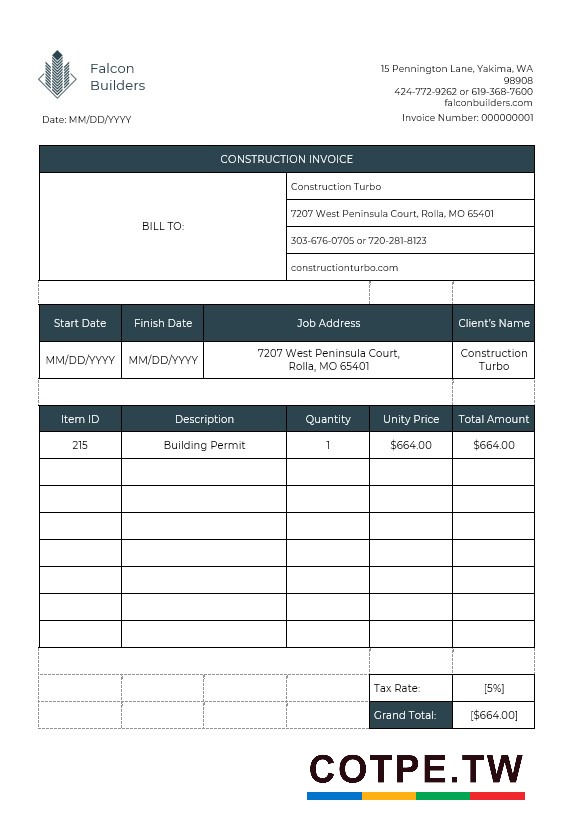 Falcon
Builders
15 Pennington Lane, Yakima, WA
98908
424-772-9262 or 619-368-7600
falconbuilders.com
Date: MM/DD/YYYY
Invoice Number: 000000001
CONSTRUCTION INVOICE
BILL TO:
Construction Turbo
7207 West Peninsula Court, Rolla, MO 65401
303-676-0705 or 720-281-8123
constructionturbo.com
Start Date Finish Date Job Address Client's Name
MM/DD/YYYY MM/DD/YYYY 7207 West Peninsula Court, Construction
Rolla, MO 65401 Turbo
Item ID Description Quantity Unity Price Total Amount
215 Building Permit 1 $664.00 $664.00
Tax Rate: [5%]
Grand Total: [$664.00]
COTPE.TW